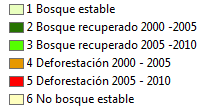 1 Bosque estable
2 Bosque recuperado 2000 -2005
3 Bosque recuperado 2005 -2010
4 Deforestación 2000 - 2005
5 Deforestación 2005 - 2010
6 No bosque estable